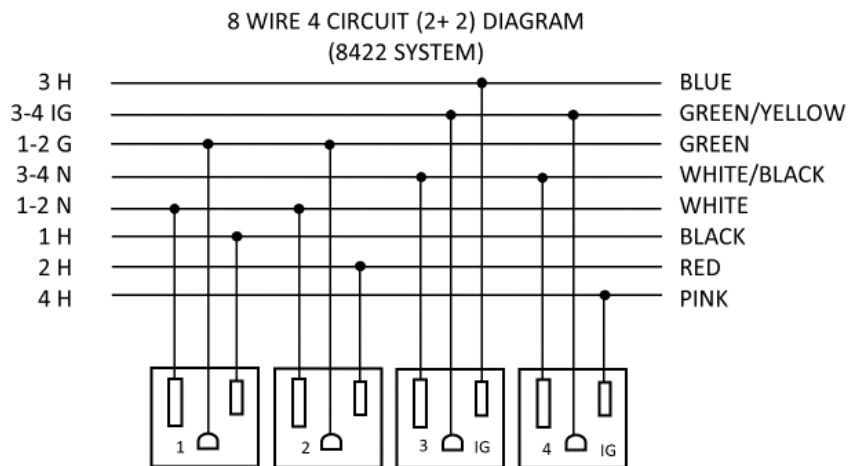 8 WIRE 4 CIRCUIT (2+ 2) DIAGRAM
(8422 SYSTEM)
3 H BLUE
3-4 IG GREEN/YELLOW
1-2 G GREEN
3-4 N WHITE/BLACK
1-2 N WHITE
1 H BLACK
2 H RED
4 H PINK
1 2 3 IG 4 IG